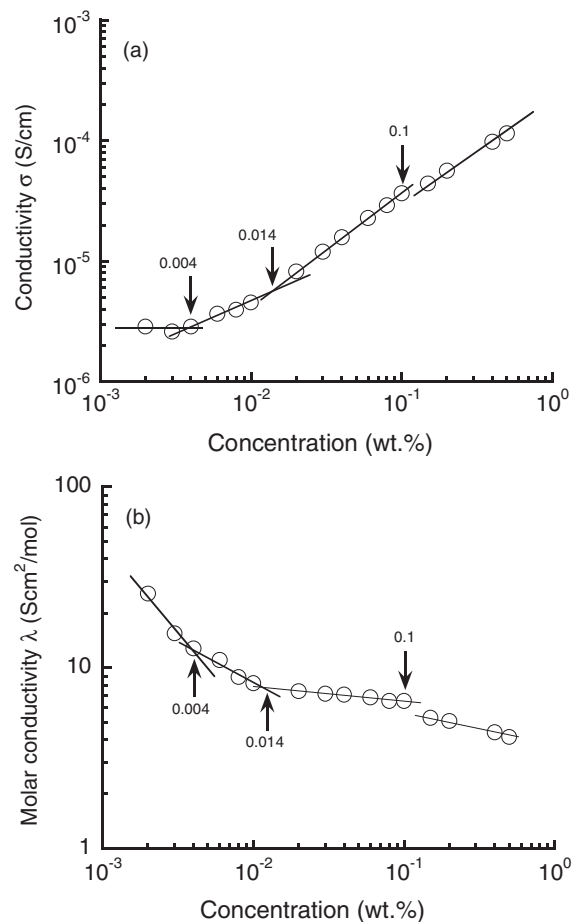 10⁻³
(a)
Conductivity σ (S/cm)
0.1
10⁻⁴
0.014
0.004
10⁻⁵
10⁻⁶
10⁻³ 10⁻² 10⁻¹ 10⁰
Concentration (wt.%)
100
(b)
Molar conductivity λ (Scm²/mol)
0.1
10
0.004
0.014
1
10⁻³ 10⁻² 10⁻¹ 10⁰
Concentration (wt.%)